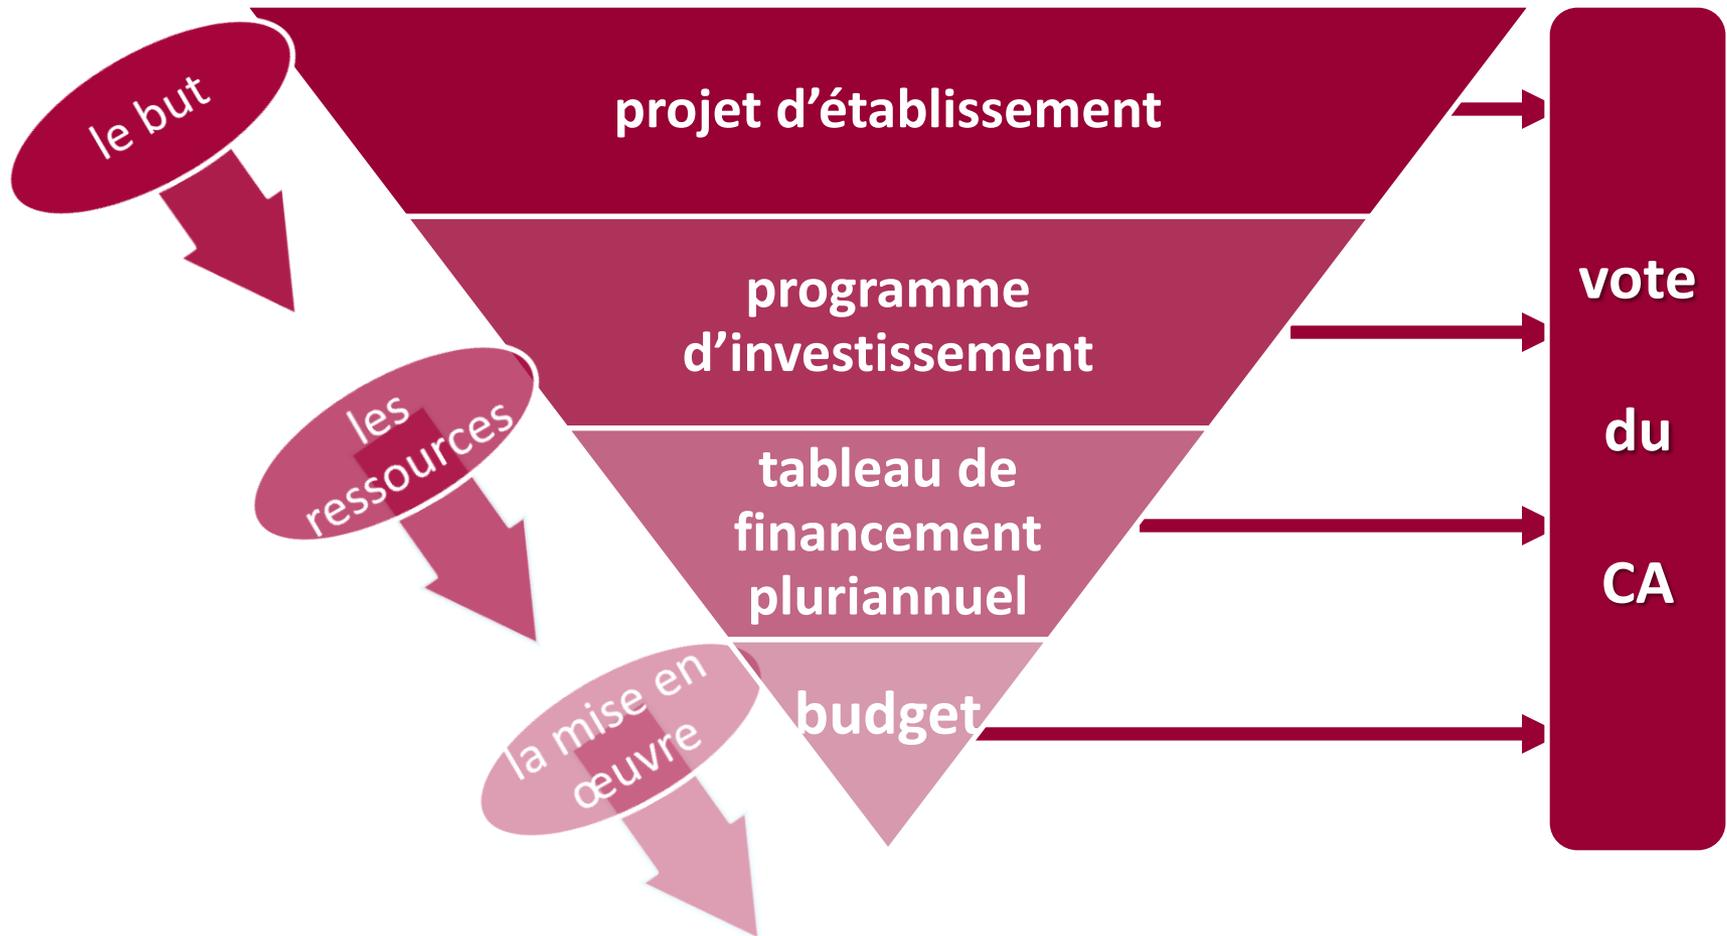 le but
projet d’établissement
programme
d’investissement
les
ressources
tableau de
financement
pluriannuel
la mise en
œuvre
budget
vote
du
CA